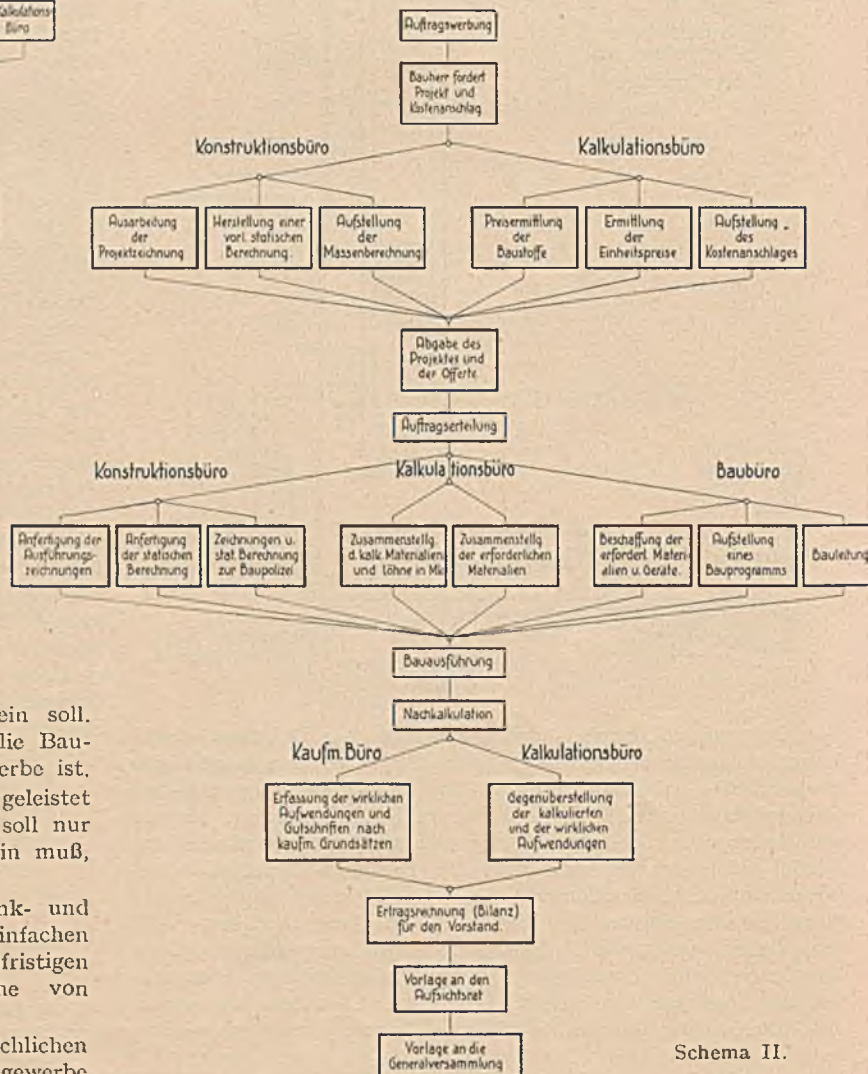 Kalkulations-
Büro
Auftragswerbung
Bauherr fordert
Projekt und
Kostenanschlag
Konstruktionsbüro
Kalkulationsbüro
Ausarbeitung
der
Projektzeichnung
Herstellung einer
vorl. statischen
Berechnung.
Aufstellung
der
Massenberechnung
Preisermittlung
der
Baustoffe
Ermittlung
der
Einheitspreise
Aufstellung
des
Kostenanschlages
Abgabe des
Projektes und
der Offerte
Auftragserteilung
Konstruktionsbüro
Kalkulationsbüro
Baubüro
Anfertigung der
Ausführungs-
zeichnungen
Anfertigung
der statischen
Berechnung
Zeichnungen u.
stat. Berechnung
zur Baupolizei
Zusammenstellg.
d. kalk. Materialien
und Löhne in Mk
Zusammenstellg
der erforderlichen
Materialien
Beschaffung der
erforderl. Materi-
alien u. Geräte.
Aufstellung
eines
Bauprogramms
Bauleitung
Bauausführung
Nachkalkulation
Kaufm. Büro
Kalkulationsbüro
Erfassung der wirklichen
Aufwendungen und
Gutschriften nach
kaufm. Grundsätzen
Gegenüberstellung
der kalkulierten
und der wirklichen
Aufwendungen
Ertragsrechnung (Bilanz)
für den Vorstand.
Vorlage an den
Aufsichtsrat
Vorlage an die
Generalversammlung
Schema II.
ein soll.
die Bau-
erbe ist.
geleistet
soll nur
in muß,
nk- und
infachen
fristigen
ne von
chlichen
gewerbe